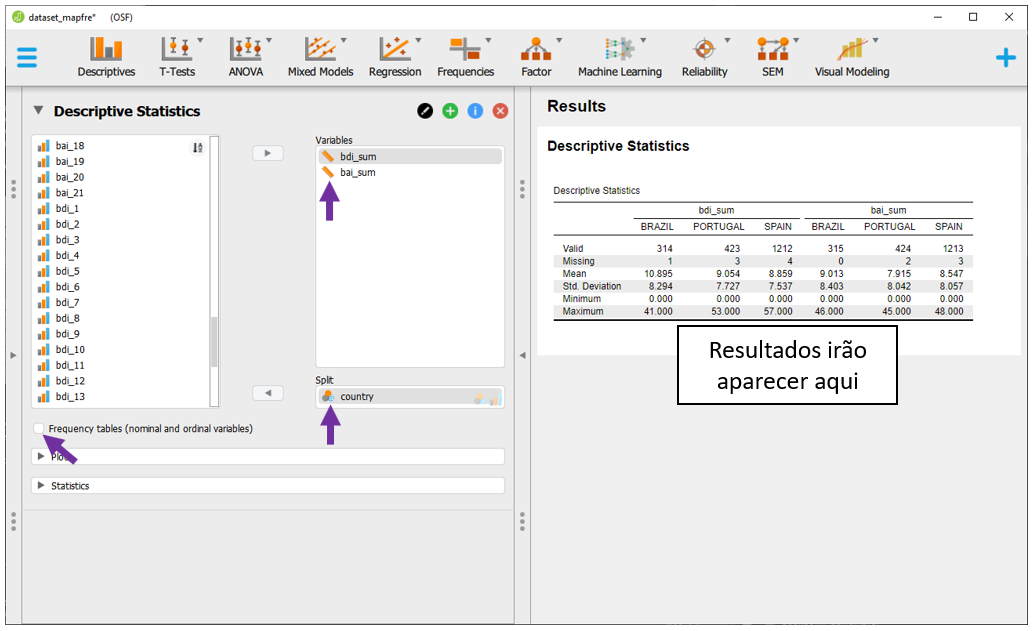 dataset_mapfre* (OSF)
Descriptives T-Tests ANOVA Mixed Models Regression Frequencies Factor Machine Learning Reliability SEM Visual Modeling
Descriptive Statistics
bai_18
bai_19
bai_20
bai_21
bdi_1
bdi_2
bdi_3
bdi_4
bdi_5
bdi_6
bdi_7
bdi_8
bdi_9
bdi_10
bdi_11
bdi_12
bdi_13
Variables
bdi_sum
bai_sum
Split
country
Frequency tables (nominal and ordinal variables)
Statistics
Results
Descriptive Statistics
Descriptive Statistics
bdi_sum bai_sum
BRAZIL PORTUGAL SPAIN BRAZIL PORTUGAL SPAIN
Valid 314 423 1212 315 424 1213
Missing 1 3 4 0 2 3
Mean 10.895 9.054 8.859 9.013 7.915 8.547
Std. Deviation 8.294 7.727 7.537 8.403 8.042 8.057
Minimum 0.000 0.000 0.000 0.000 0.000 0.000
Maximum 41.000 53.000 57.000 46.000 45.000 48.000
Resultados irão
aparecer aqui